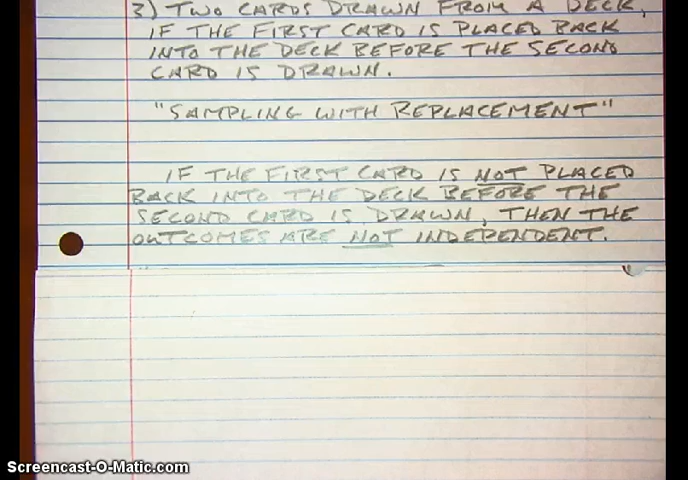 3) TWO CARDS DRAWN FROM A DECK,
IF THE FIRST CARD IS PLACED BACK
INTO THE DECK BEFORE THE SECOND
CARD IS DRAWN.
"SAMPLING WITH REPLACEMENT"
IF THE FIRST CARD IS NOT PLACED
BACK INTO THE DECK BEFORE THE
SECOND CARD IS DRAWN, THEN THE
OUTCOMES ARE NOT INDEPENDENT.
Screencast-O-Matic.com